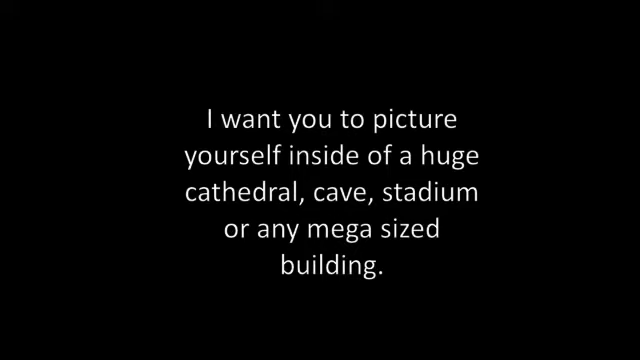 I want you to picture
yourself inside of a huge
cathedral, cave, stadium
or any mega sized
building.